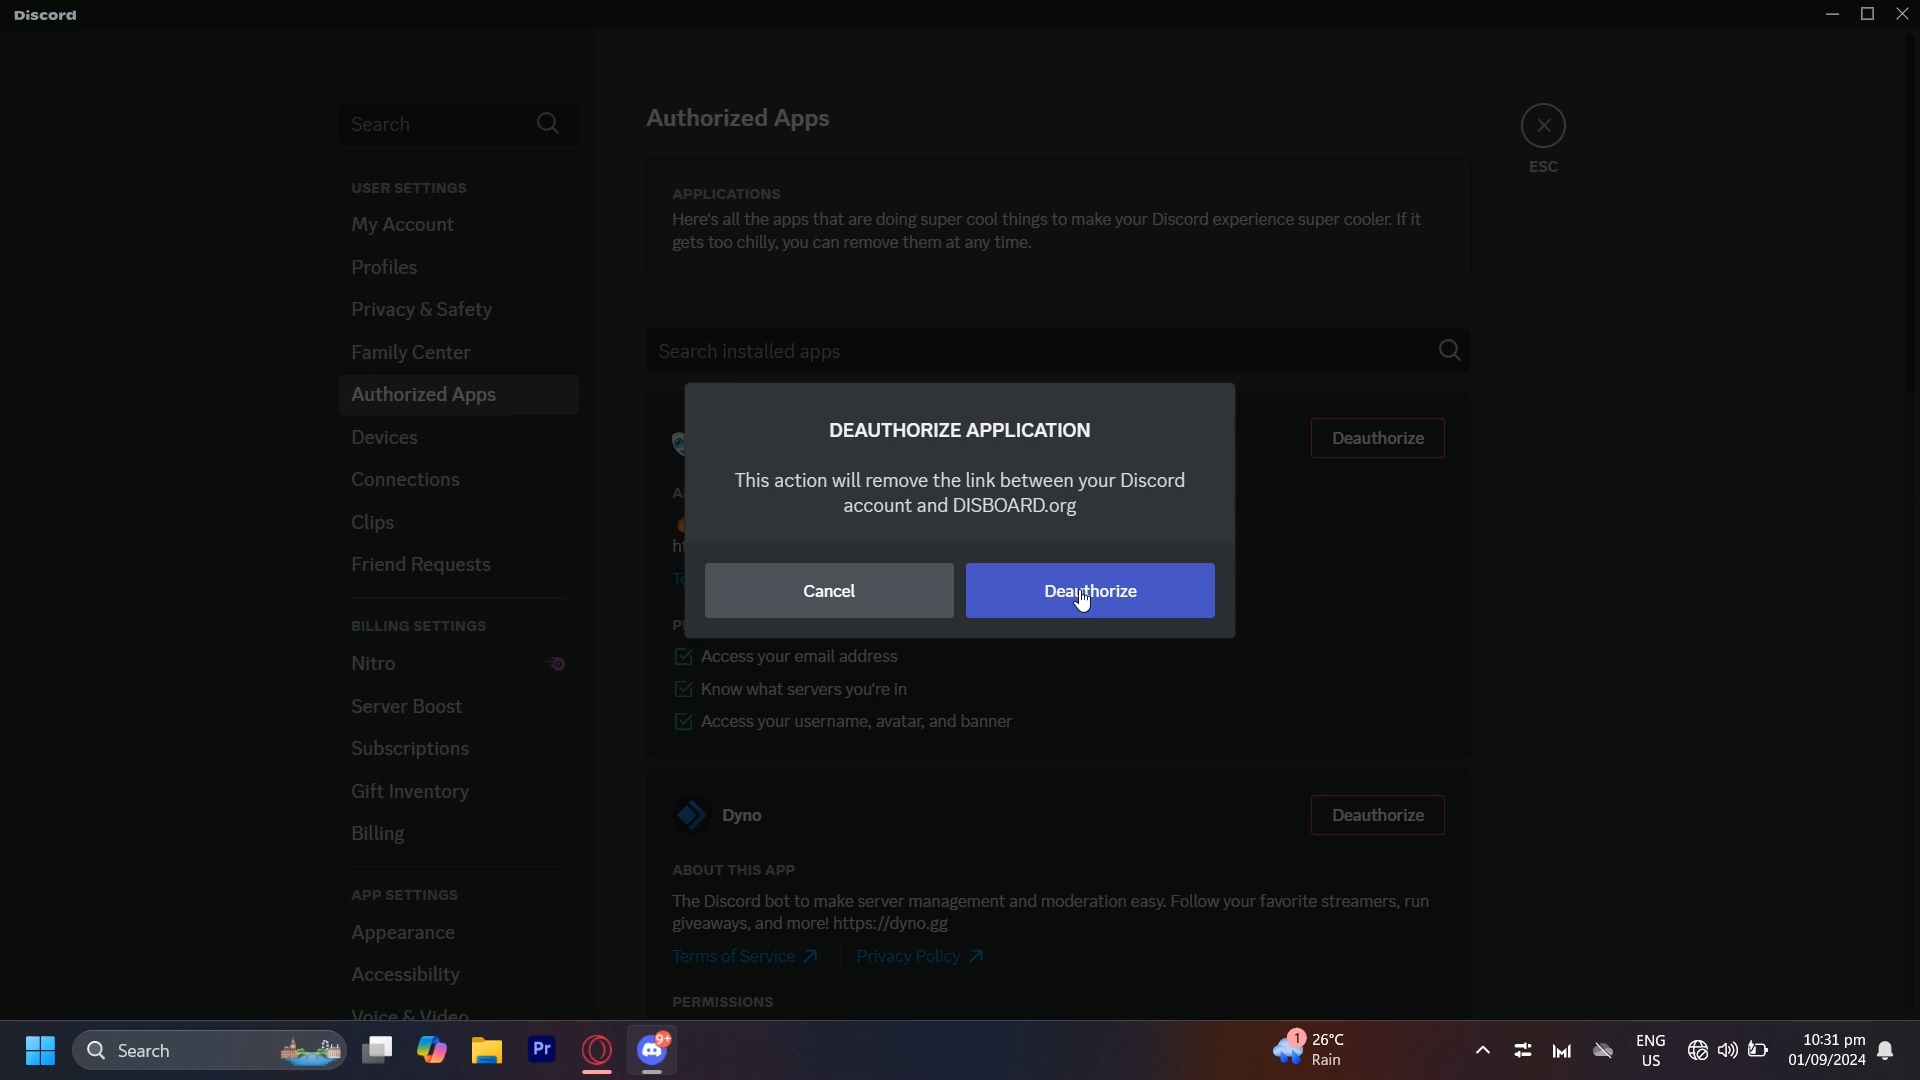 Discord
Search
USER SETTINGS
My Account
Profiles
Privacy & Safety
Family Center
Authorized Apps
Devices
Connections
Clips
Friend Requests
BILLING SETTINGS
Nitro
Server Boost
Subscriptions
Gift Inventory
Billing
APP SETTINGS
Appearance
Accessibility
Voice & Video
Authorized Apps
ESC
APPLICATIONS
Here's all the apps that are doing super cool things to make your Discord experience super cooler. If it
gets too chilly, you can remove them at any time.
Search installed apps
Deauthorize
DEAUTHORIZE APPLICATION
This action will remove the link between your Discord
account and DISBOARD.org
Cancel
Deauthorize
Access your email address
Know what servers you're in
Access your username, avatar, and banner
Dyno
Deauthorize
ABOUT THIS APP
The Discord bot to make server management and moderation easy. Follow your favorite streamers, run
giveaways, and more! https://dyno.gg
Terms of Service
Privacy Policy
PERMISSIONS
Search
Pr
9+
1
26°C
Rain
ENG
US
10:31 pm
01/09/2024